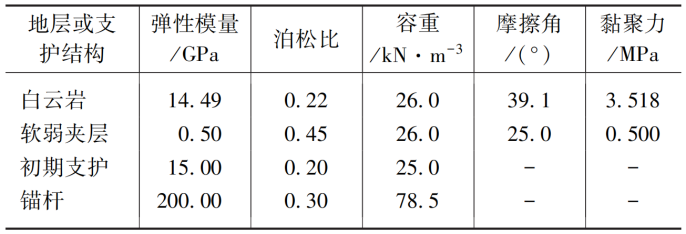 地层或支护结构 弹性模量/GPa 泊松比 容重/kN·m⁻³ 摩擦角/(°) 黏聚力/MPa
白云岩 14.49 0.22 26.0 39.1 3.518
软弱夹层 0.50 0.45 26.0 25.0 0.500
初期支护 15.00 0.20 25.0 - -
锚杆 200.00 0.30 78.5 - -